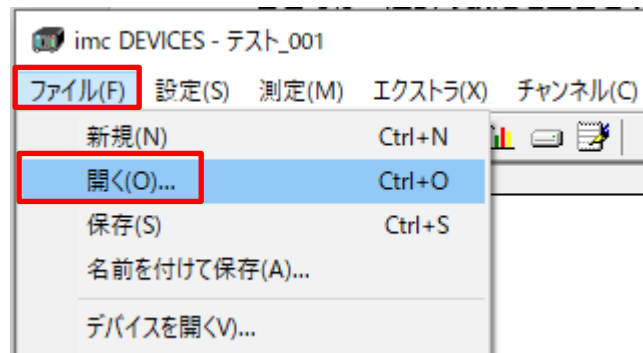 imc DEVICES - テスト_001
ファイル(F) 設定(S) 測定(M) エクストラ(X) チャンネル(C)
新規(N) Ctrl+N
開く(O)... Ctrl+O
保存(S) Ctrl+S
名前を付けて保存(A)...
デバイスを開くV)...